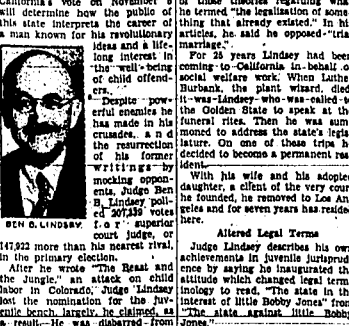 California's vote on November 8
will determine how the public of
this state interprets the career of
a man known for his revolutionary
ideas and a life-
long interest in
the well-being
of child offend-
ers.
Despite pow-
erful enemies he
has made in his
crusades, and
the resurrection
of his former
writings by
mocking oppon-
ents, Judge Ben
B. Lindsey poll-
ed 307,339 votes
for superior
court judge, or
BEN B. LINDSEY.
147,922 more than his nearest rival,
in the primary election.
After he wrote "The Beast and
the Jungle," an attack on child
labor in Colorado, Judge Lindsey
lost the nomination for the juv-
enile bench, largely, he claimed, as
a result. He was disbarred from
of those theories regarding what
he termed "the legalization of some-
thing that already existed." In his
articles, he said he opposed "trial
marriage."
For 25 years Lindsey had been
coming to California in behalf of
social welfare work. When Luther
Burbank, the plant wizard, died
it was Lindsey who was called to
the Golden State to speak at the
funeral rites. Then he was sum-
moned to address the state's legis-
lature. On one of these trips he
decided to become a permanent res-
ident.
With his wife and his adopted
daughter, a client of the very court
he founded, he removed to Los An-
geles and for seven years has resided
here.
Altered Legal Terms
Judge Lindsey describes his own
achievements in juvenile jurisprud-
ence by saying he inaugurated the
attitude which changed legal term-
inology to read, "The state in the
interest of little Bobby Jones" from
"The state against little Bobby
Jones."